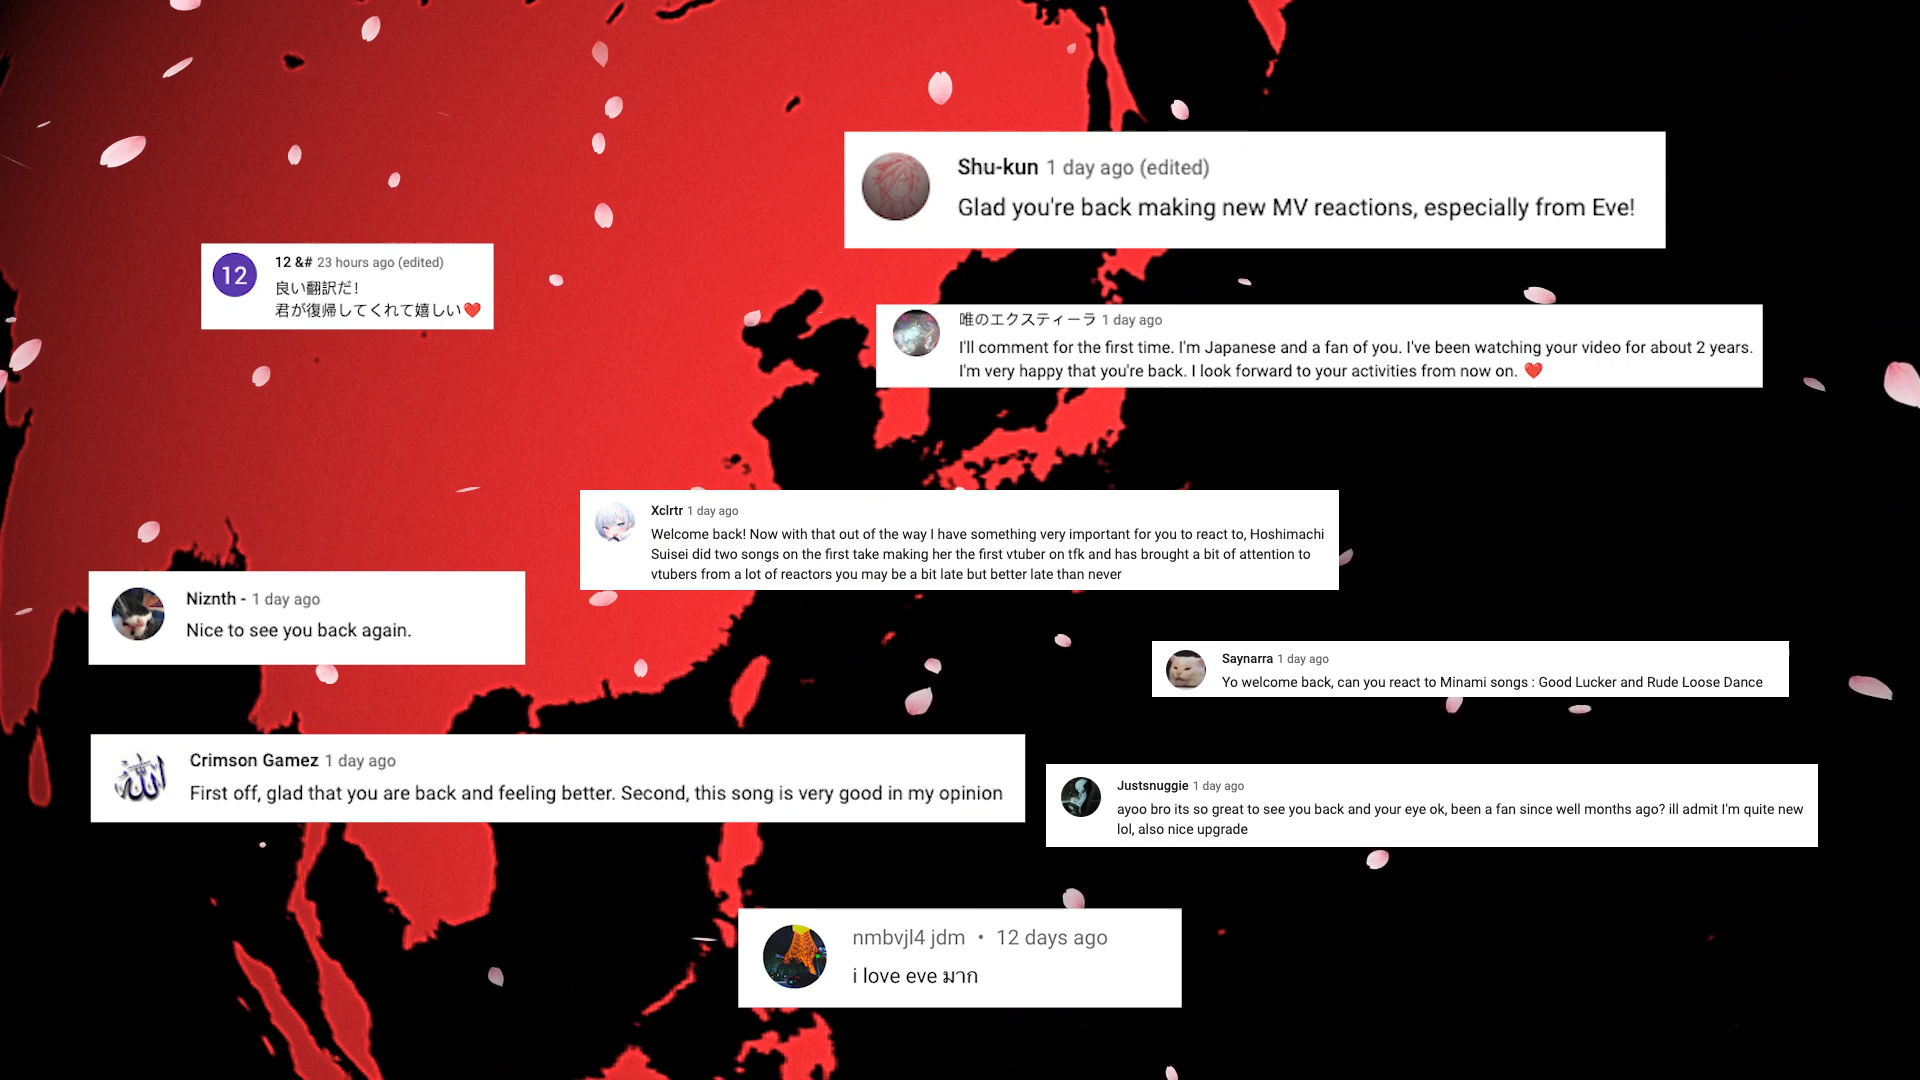 Shu-kun 1 day ago (edited)
Glad you're back making new MV reactions, especially from Eve!
12
12 &# 23 hours ago (edited)
良い翻訳だ!
君が復帰してくれて嬉しい❤️
唯のエクスティーラ 1 day ago
I'll comment for the first time. I'm Japanese and a fan of you. I've been watching your video for about 2 years.
I'm very happy that you're back. I look forward to your activities from now on. ❤️
Xclrtr 1 day ago
Welcome back! Now with that out of the way I have something very important for you to react to, Hoshimachi
Suisei did two songs on the first take making her the first vtuber on tfk and has brought a bit of attention to
vtubers from a lot of reactors you may be a bit late but better late than never
Niznth - 1 day ago
Nice to see you back again.
Saynarra 1 day ago
Yo welcome back, can you react to Minami songs : Good Lucker and Rude Loose Dance
الله
Crimson Gamez 1 day ago
First off, glad that you are back and feeling better. Second, this song is very good in my opinion
Justsnuggie 1 day ago
ayoo bro its so great to see you back and your eye ok, been a fan since well months ago? ill admit I'm quite new
lol, also nice upgrade
nmbvjl4 jdm • 12 days ago
i love eve มาก